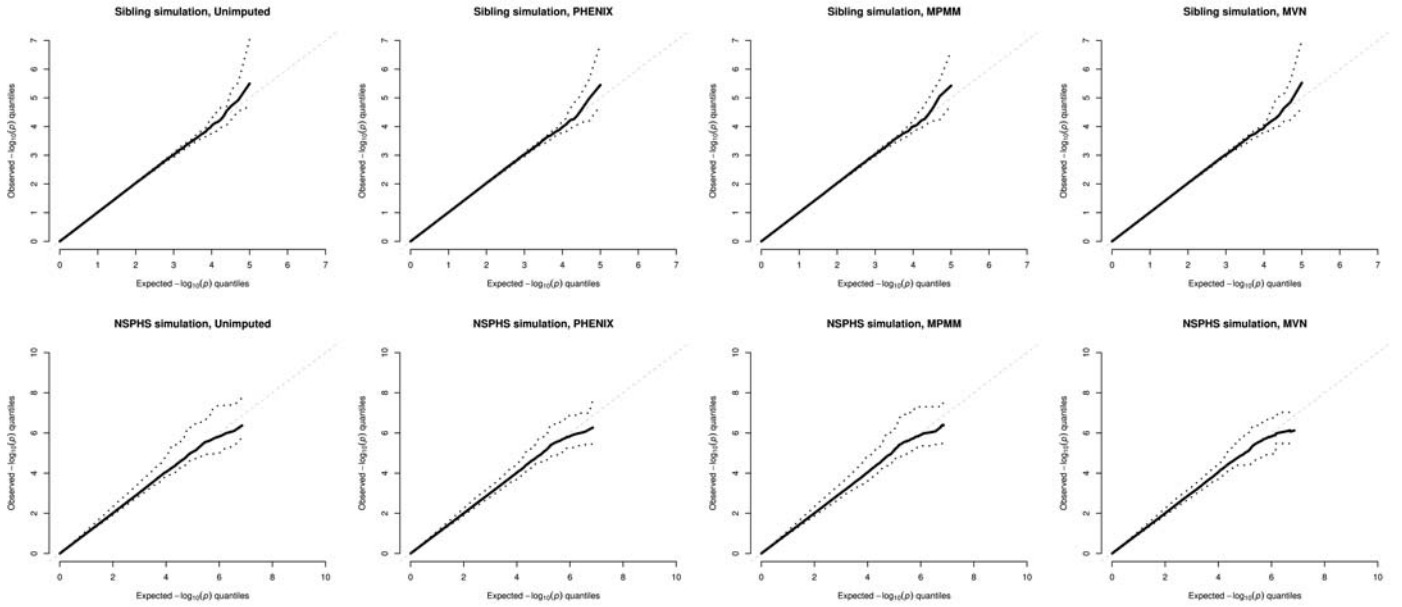 Sibling simulation, Unimputed
Observed −log10(p) quantiles
7
6
5
4
3
2
1
0
0 1 2 3 4 5 6 7
Expected −log10(p) quantiles
Sibling simulation, PHENIX
Observed −log10(p) quantiles
7
6
5
4
3
2
1
0
0 1 2 3 4 5 6 7
Expected −log10(p) quantiles
Sibling simulation, MPMM
Observed −log10(p) quantiles
7
6
5
4
3
2
1
0
0 1 2 3 4 5 6 7
Expected −log10(p) quantiles
Sibling simulation, MVN
Observed −log10(p) quantiles
7
6
5
4
3
2
1
0
0 1 2 3 4 5 6 7
Expected −log10(p) quantiles
NSPHS simulation, Unimputed
Observed −log10(p) quantiles
10
8
6
4
2
0
0 2 4 6 8 10
Expected −log10(p) quantiles
NSPHS simulation, PHENIX
Observed −log10(p) quantiles
10
8
6
4
2
0
0 2 4 6 8 10
Expected −log10(p) quantiles
NSPHS simulation, MPMM
Observed −log10(p) quantiles
10
8
6
4
2
0
0 2 4 6 8 10
Expected −log10(p) quantiles
NSPHS simulation, MVN
Observed −log10(p) quantiles
10
8
6
4
2
0
0 2 4 6 8 10
Expected −log10(p) quantiles